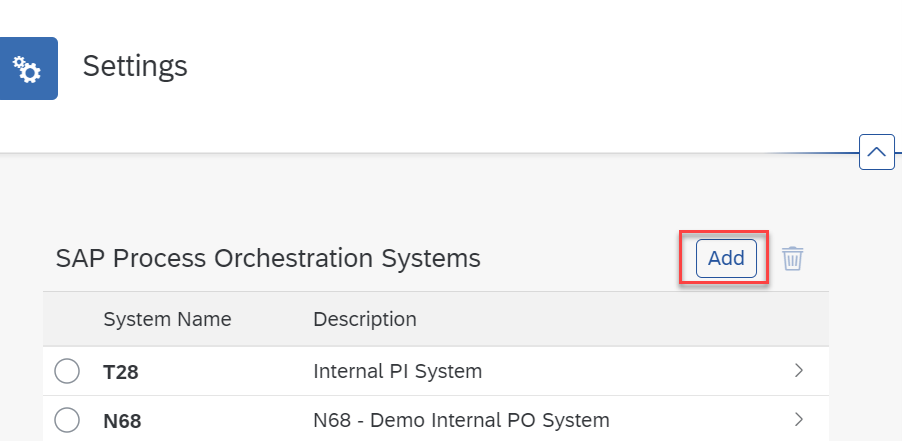 Settings
SAP Process Orchestration Systems Add
System Name Description
T28 Internal PI System
N68 N68 - Demo Internal PO System